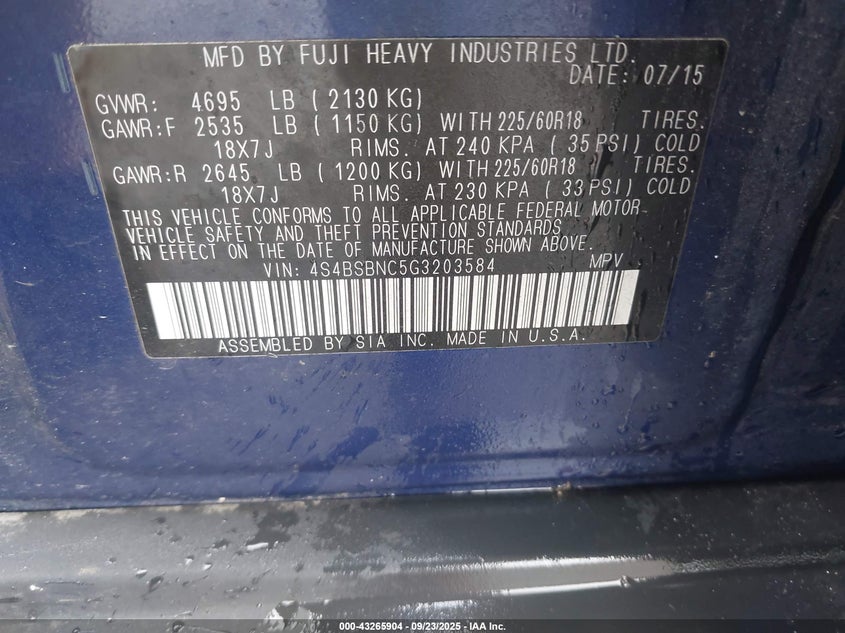 MFD BY FUJI HEAVY INDUSTRIES LTD.
DATE: 07/15
GVWR: 4695 LB ( 2130 KG)
GAWR:F 2535 LB ( 1150 KG) WITH 225/60R18 TIRES.
18X7J RIMS. AT 240 KPA ( 35 PSI) COLD
GAWR:R 2645 LB ( 1200 KG) WITH 225/60R18 TIRES.
18X7J RIMS. AT 230 KPA ( 33 PSI) COLD
THIS VEHICLE CONFORMS TO ALL APPLICABLE FEDERAL MOTOR
VEHICLE SAFETY AND THEFT PREVENTION STANDARDS
IN EFFECT ON THE DATE OF MANUFACTURE SHOWN ABOVE.
VIN: 4S4BSBNC5G3203584 MPV
ASSEMBLED BY SIA INC. MADE IN U.S.A.
000-43265904 - 09/23/2025 - IAA Inc.